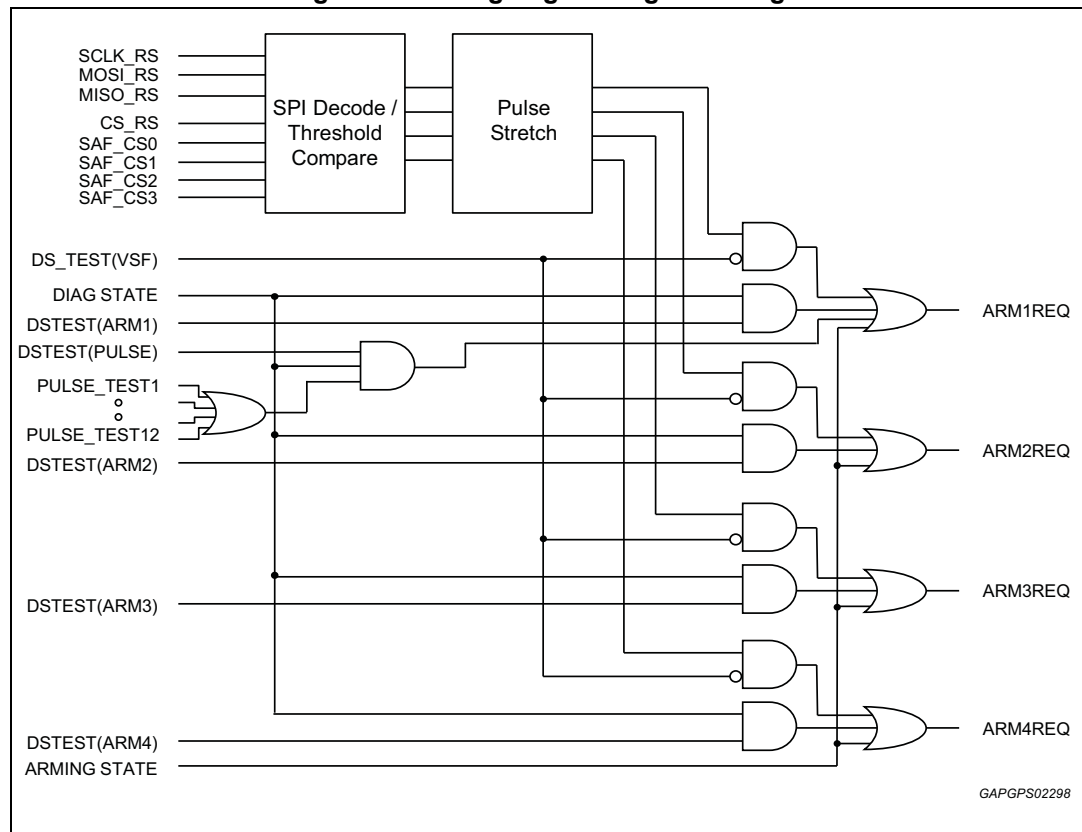 SCLK_RS
MOSI_RS
MISO_RS
CS_RS
SAF_CS0
SAF_CS1
SAF_CS2
SAF_CS3
SPI Decode /
Threshold
Compare
Pulse
Stretch
DS_TEST(VSF)
DIAG STATE
DSTEST(ARM1)
DSTEST(PULSE)
PULSE_TEST1
PULSE_TEST12
DSTEST(ARM2)
DSTEST(ARM3)
DSTEST(ARM4)
ARMING STATE
ARM1REQ
ARM2REQ
ARM3REQ
ARM4REQ
GAPGPS02298